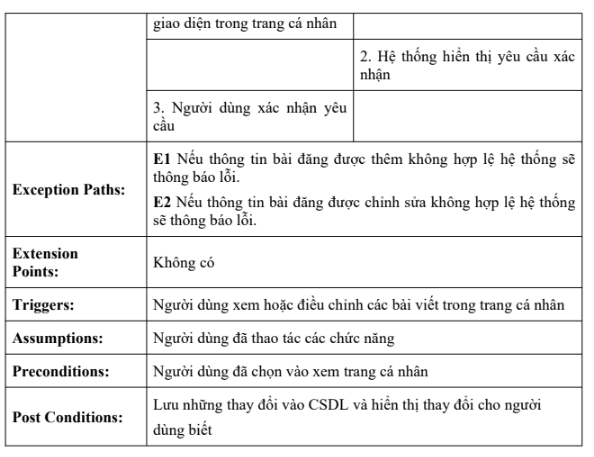 giao diện trong trang cá nhân
2. Hệ thống hiển thị yêu cầu xác
nhận
3. Người dùng xác nhận yêu
cầu
Exception Paths:
E1 Nếu thông tin bài đăng được thêm không hợp lệ hệ thống sẽ
thông báo lỗi.
E2 Nếu thông tin bài đăng được chỉnh sửa không hợp lệ hệ thống
sẽ thông báo lỗi.
Extension
Points:
Không có
Triggers:
Người dùng xem hoặc điều chỉnh các bài viết trong trang cá nhân
Assumptions:
Người dùng đã thao tác các chức năng
Preconditions:
Người dùng đã chọn vào xem trang cá nhân
Post Conditions:
Lưu những thay đổi vào CSDL và hiển thị thay đổi cho người
dùng biết